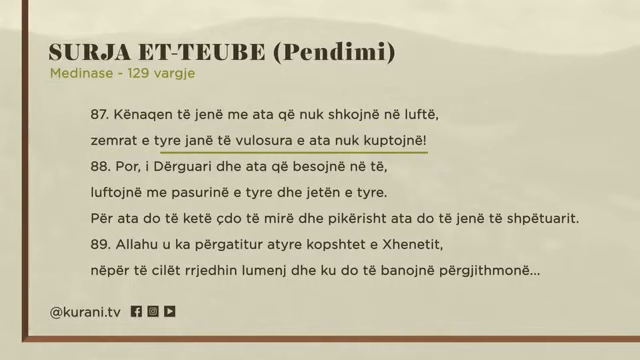 SURJA ET-TEUBE (Pendimi)
Medinase - 129 vargje
87. Kënaqen të jenë me ata që nuk shkojnë në luftë,
zemrat e tyre janë të vulosura e ata nuk kuptojnë!
88. Por, i Dërguari dhe ata që besojnë në të,
luftojnë me pasurinë e tyre dhe jetën e tyre.
Për ata do të ketë çdo të mirë dhe pikërisht ata do të jenë të shpëtuarit.
89. Allahu u ka përgatitur atyre kopshtet e Xhenetit,
nëpër të cilët rrjedhin lumenj dhe ku do të banojnë përgjithmonë...
@kurani.tv